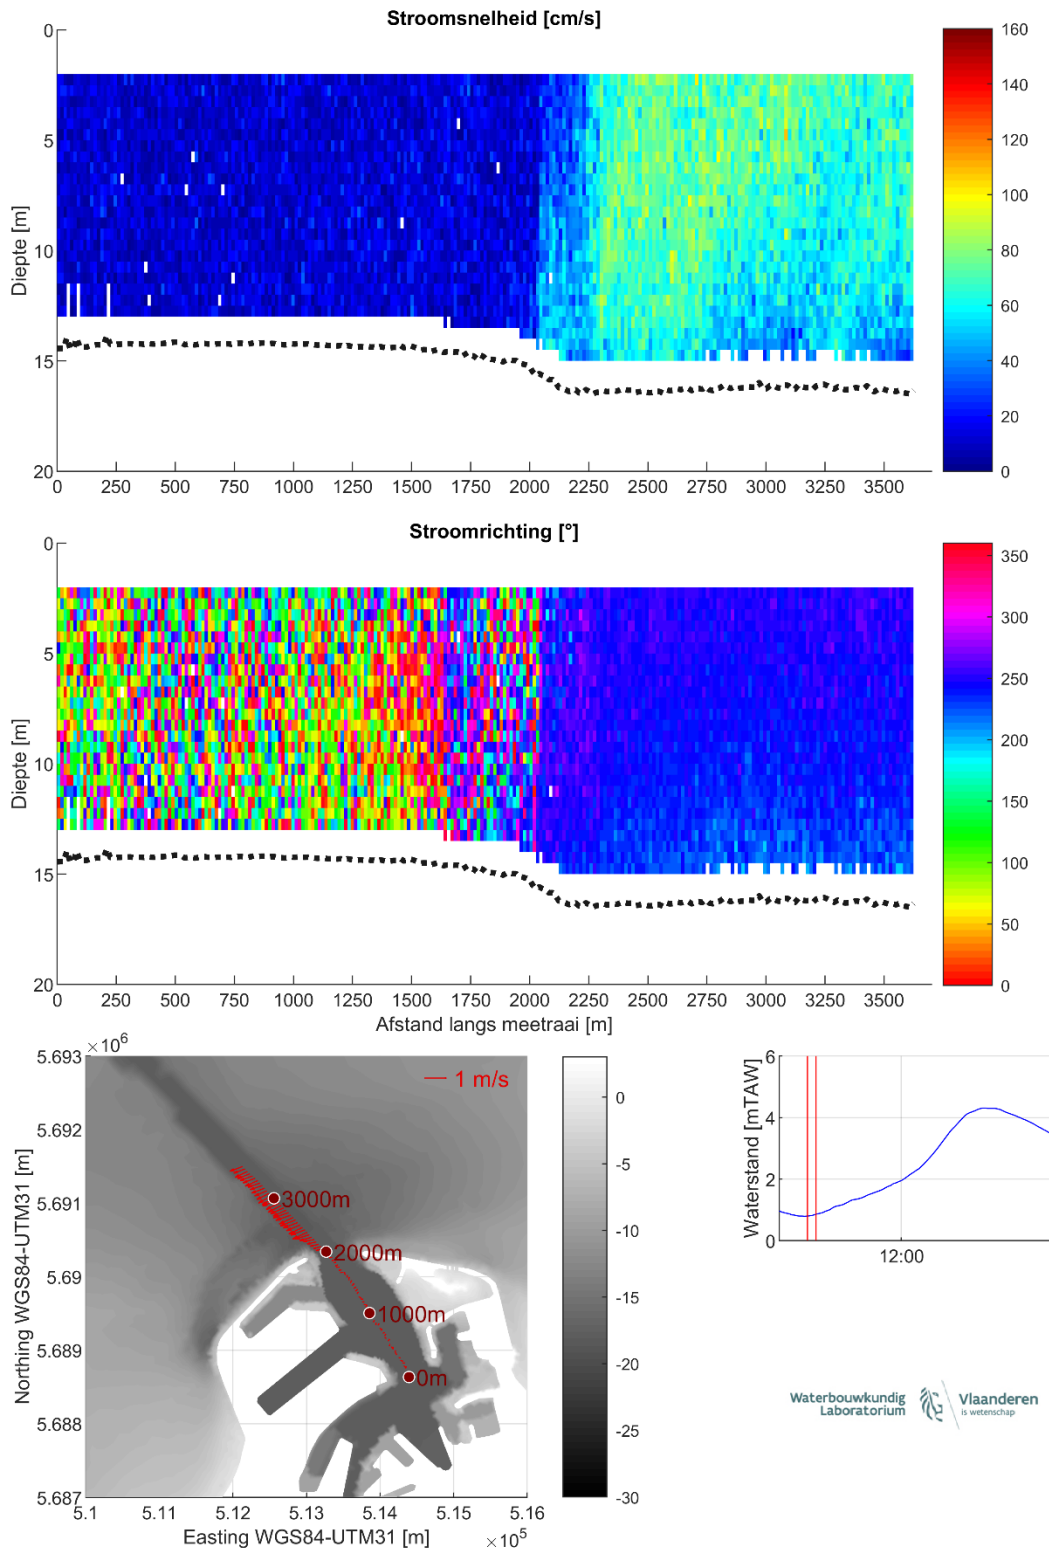 Stroomsnelheid [cm/s]
0
5
10
15
20
Diepte [m]
0 250 500 750 1000 1250 1500 1750 2000 2250 2500 2750 3000 3250 3500
160
140
120
100
80
60
40
20
0
Stroomrichting [°]
0
5
10
15
20
Diepte [m]
0 250 500 750 1000 1250 1500 1750 2000 2250 2500 2750 3000 3250 3500
Afstand langs meetraai [m]
350
300
250
200
150
100
50
0
×10⁶
5.693
5.692
5.691
5.69
5.689
5.688
5.687
Northing WGS84-UTM31 [m]
1 m/s
3000m
2000m
1000m
0m
5.1 5.12 5.13 5.14 5.15 5.16
Easting WGS84-UTM31 [m]
×10⁵
0
-5
-10
-15
-20
-25
-30
6
4
2
0
Waterstand [mTAW]
12:00
Waterbouwkundig
Laboratorium
Vlaanderen
is wetenschap